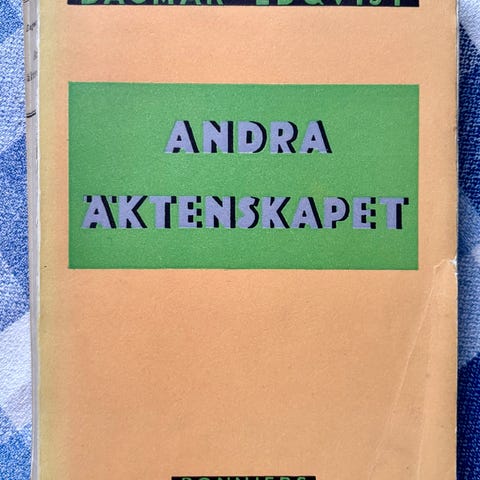 DAGMAR EDQVIST
ANDRA
ÄKTENSKAPET
BONNIERS